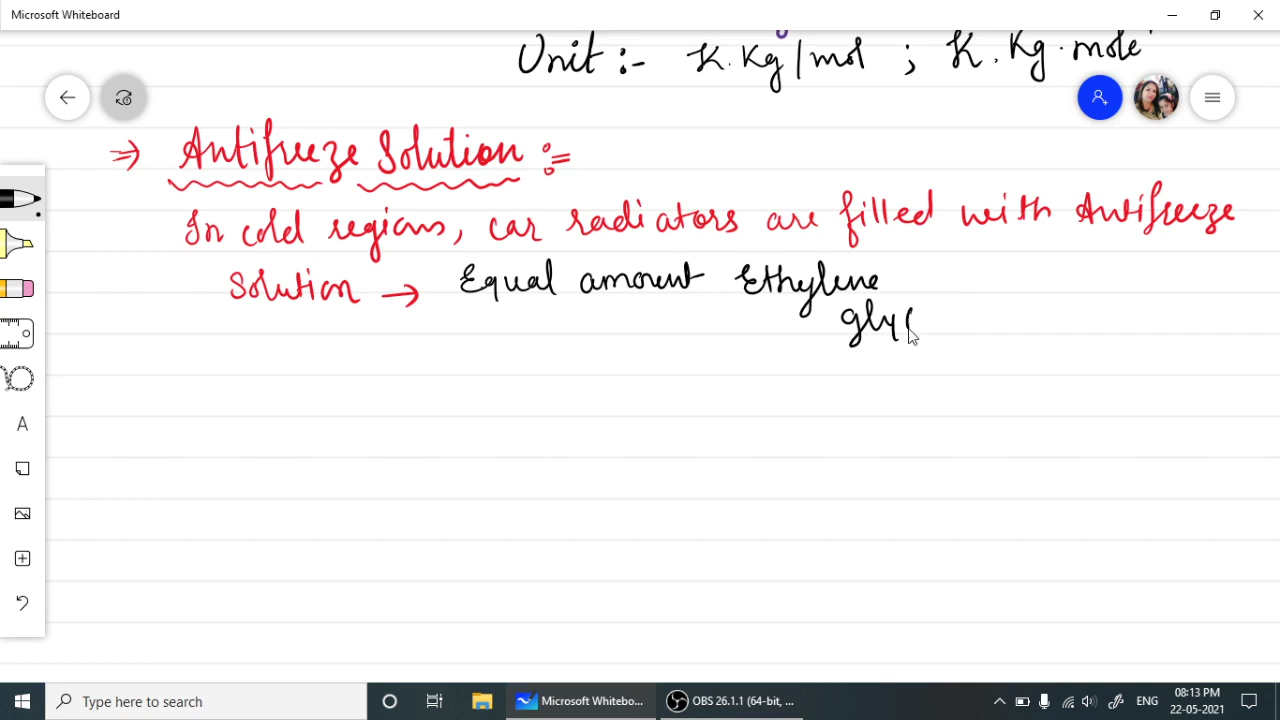 Microsoft Whiteboard
Unit :- K.Kg/mol ; K.Kg.mole⁻¹
⇒ Antifreeze Solution :=
In cold regions, car radiators are filled with Antifreeze
Solution → Equal amount Ethylene
gly
A
Type here to search
Microsoft Whiteboa...
OBS 26.1.1 (64-bit, ...
ENG
08:13 PM
22-05-2021